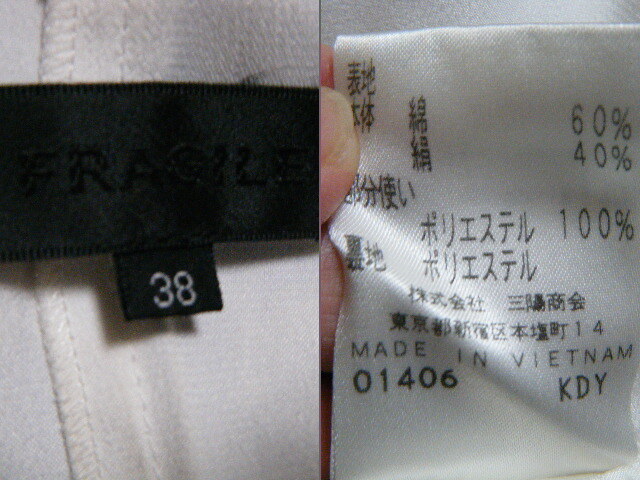 FRAGILE
38
表地
本体 綿 60%
絹 40%
部分使い
ポリエステル 100%
裏地 ポリエステル
株式会社 三陽商会
東京都新宿区本塩町14
MADE IN VIETNAM
01406 KDY